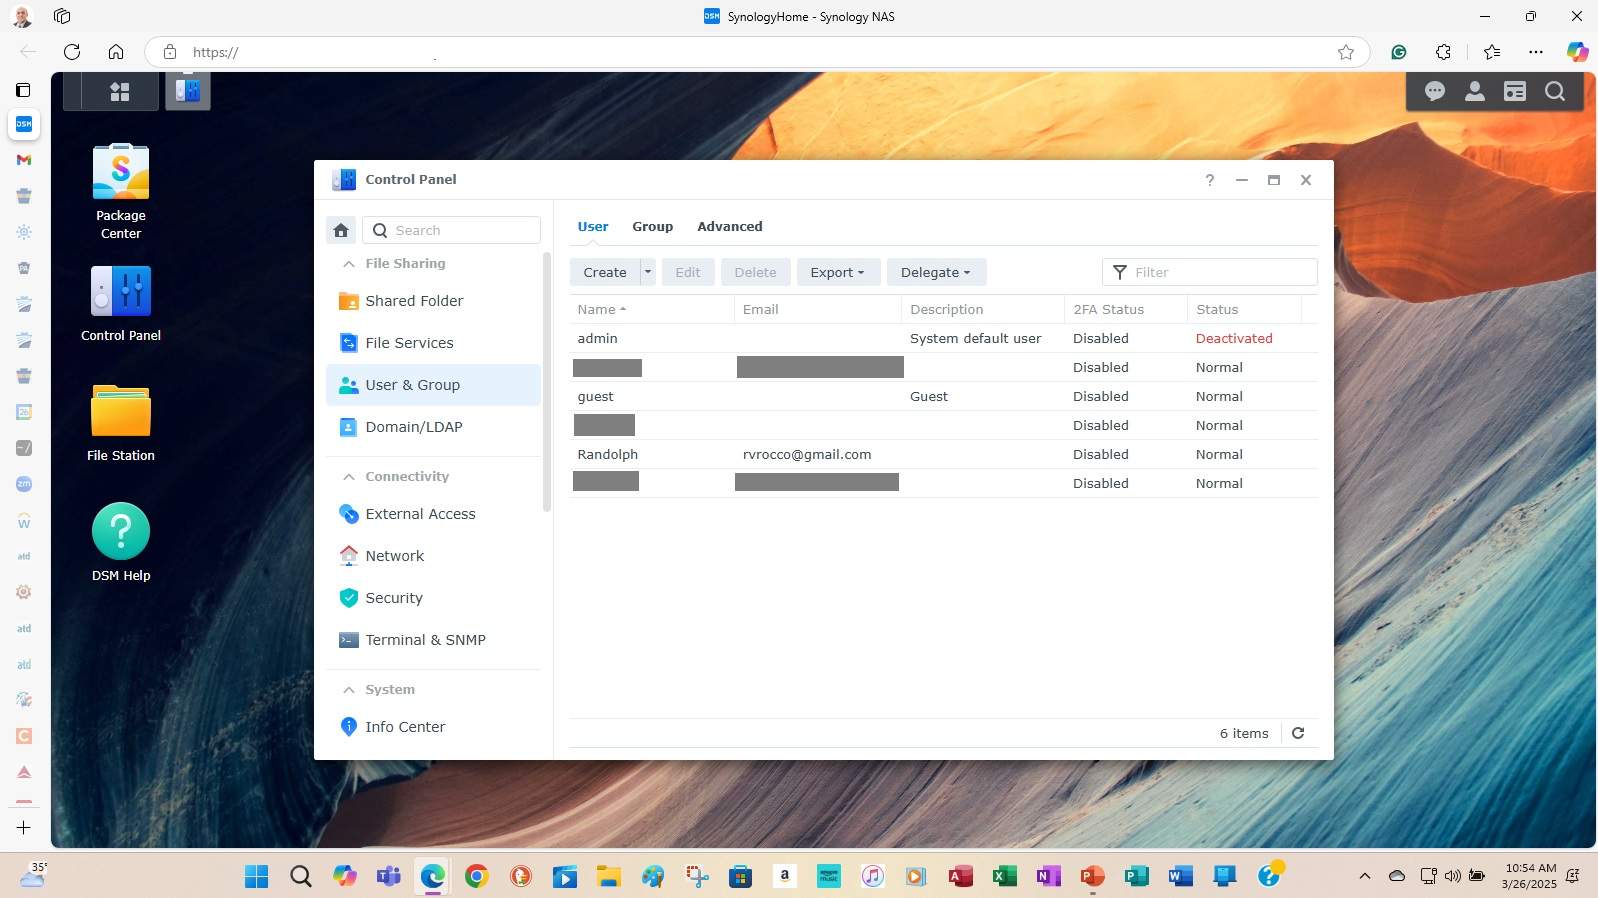 SynologyHome - Synology NAS
https://
Package
Center
Control Panel
File Station
DSM Help
Control Panel
Search
File Sharing
Shared Folder
File Services
User & Group
Domain/LDAP
Connectivity
External Access
Network
Security
Terminal & SNMP
System
Info Center
User Group Advanced
Create Edit Delete Export Delegate Filter
Name Email Description 2FA Status Status
admin System default user Disabled Deactivated
Disabled Normal
guest Guest Disabled Normal
Disabled Normal
Randolph rvrocco@gmail.com Disabled Normal
Disabled Normal
6 items
35°
10:54 AM
3/26/2025